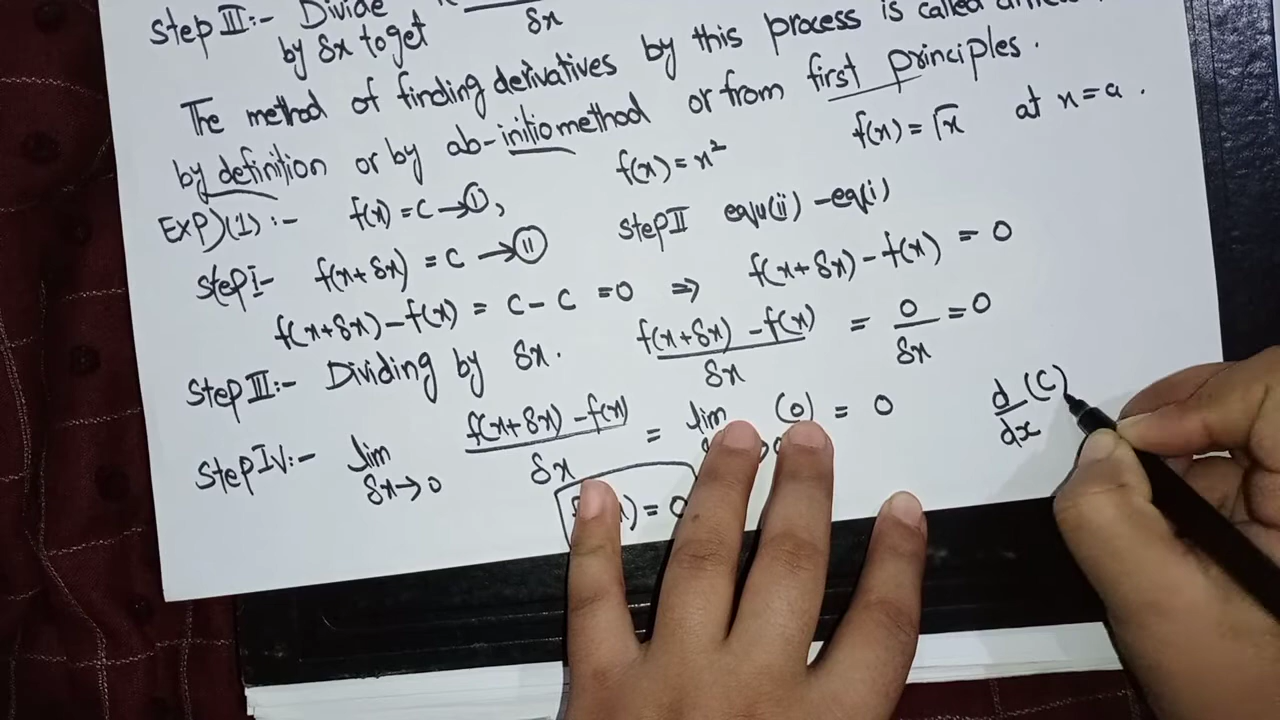 Step III:- Divide
by δx to get δx
The method of finding derivatives by this process is called
by definition or by ab-initio method or from first principles.
f(x) = x² f(x) = √x at x = a .
EXP)(1):- f(x) = C →Ⓘ,
Step I- f(x+δx) = C →(II) Step II equ(ii) - eq(i)
f(x+δx) - f(x) = C - C = 0 ⇒ f(x+δx) - f(x) = 0
Step III:- Dividing by δx. f(x+δx) - f(x) / δx = 0/δx = 0
Step IV:- lim δx→0 f(x+δx) - f(x) / δx = lim (0) = 0 d/dx (C)
) = 0